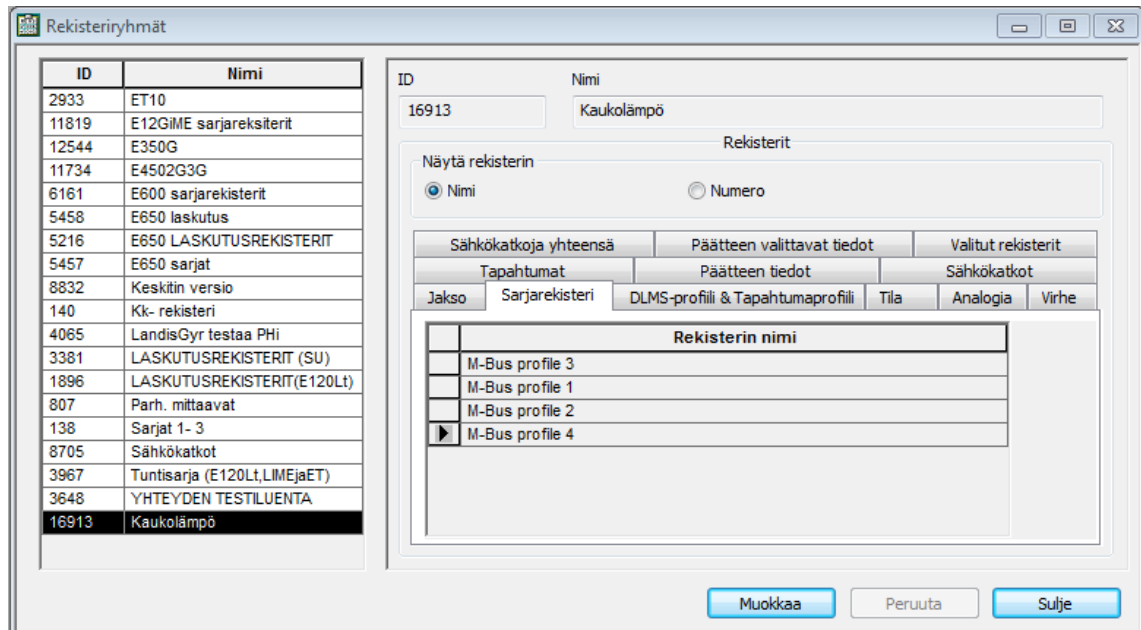 Rekisteriryhmät
ID Nimi
2933 ET10
11819 E12GiME sarjareksiterit
12544 E350G
11734 E4502G3G
6161 E600 sarjarekisterit
5458 E650 laskutus
5216 E650 LASKUTUSREKISTERIT
5457 E650 sarjat
8832 Keskitin versio
140 Kk- rekisteri
4065 LandisGyr testaa PHi
3381 LASKUTUSREKISTERIT (SU)
1896 LASKUTUSREKISTERIT(E120Lt)
807 Parh. mittaavat
138 Sarjat 1- 3
8705 Sähkökatkot
3967 Tuntisarja (E120Lt,LIMEjaET)
3648 YHTEYDEN TESTILUENTA
16913 Kaukolämpö
ID Nimi
16913 Kaukolämpö
Rekisterit
Näytä rekisterin
Nimi Numero
Sähkökatkoja yhteensä Päätteen valittavat tiedot Valitut rekisterit
Tapahtumat Päätteen tiedot Sähkökatkot
Jakso Sarjarekisteri DLMS-profiili & Tapahtumaprofiili Tila Analogia Virhe
Rekisterin nimi
M-Bus profile 3
M-Bus profile 1
M-Bus profile 2
M-Bus profile 4
Muokkaa Peruuta Sulje